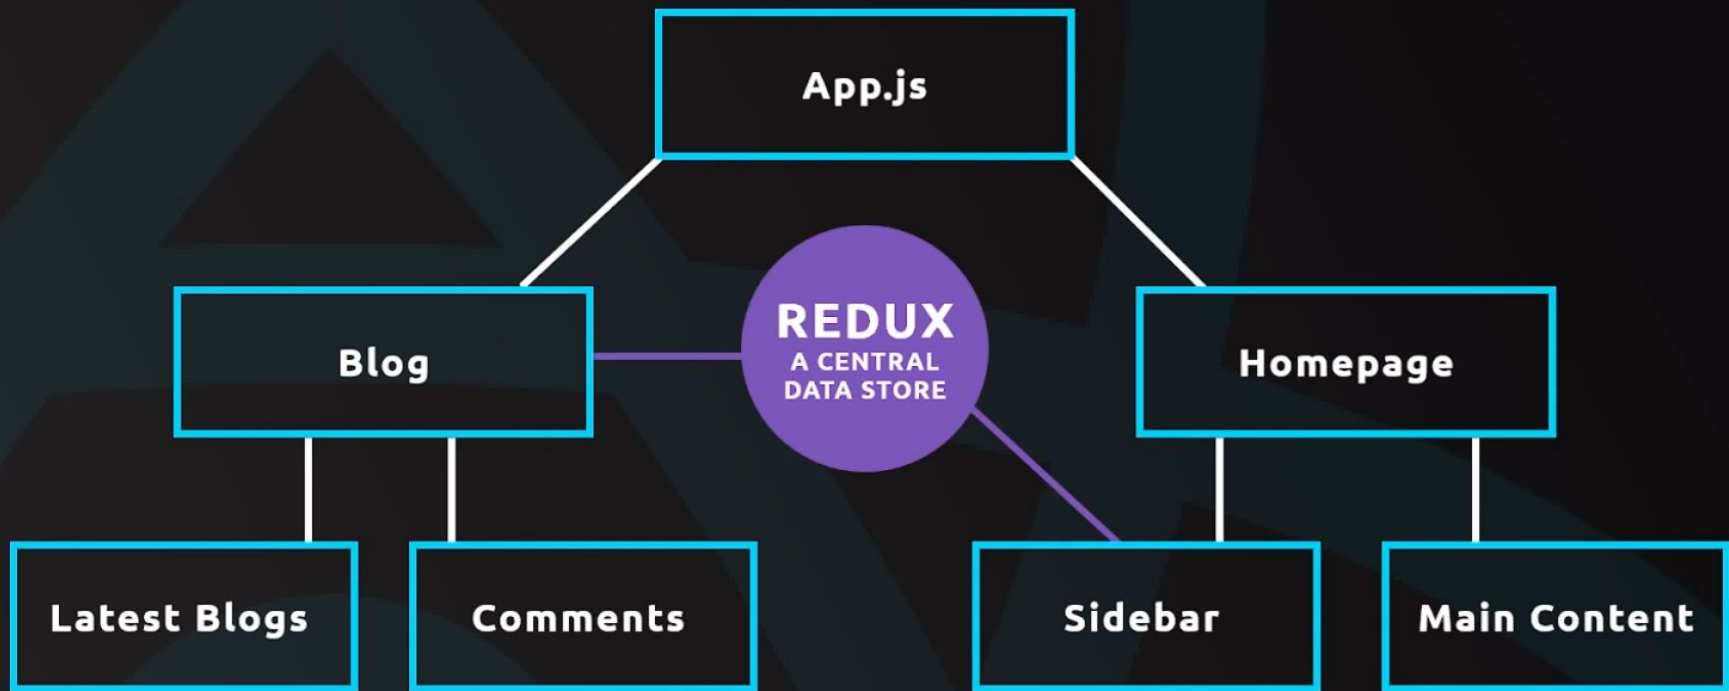 App.js
REDUX
A CENTRAL
DATA STORE
Blog
Homepage
Latest Blogs
Comments
Sidebar
Main Content